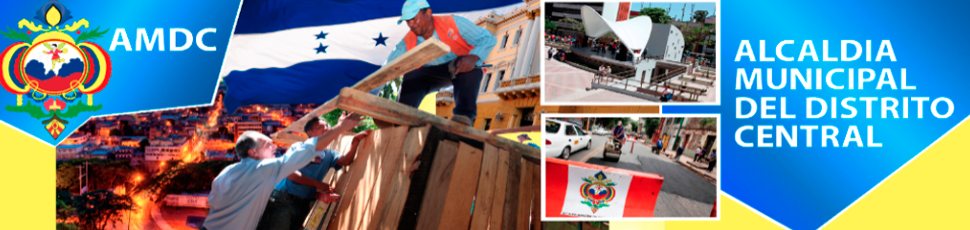 AMDC
ALCALDIA
MUNICIPAL
DEL DISTRITO
CENTRAL